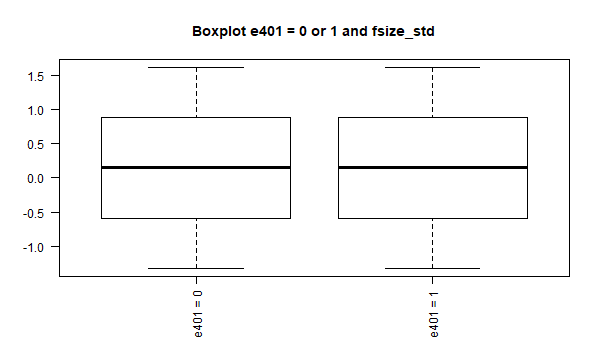 Boxplot e401 = 0 or 1 and fsize_std
1.5
1.0
0.5
0.0
-0.5
-1.0
e401 = 0
e401 = 1